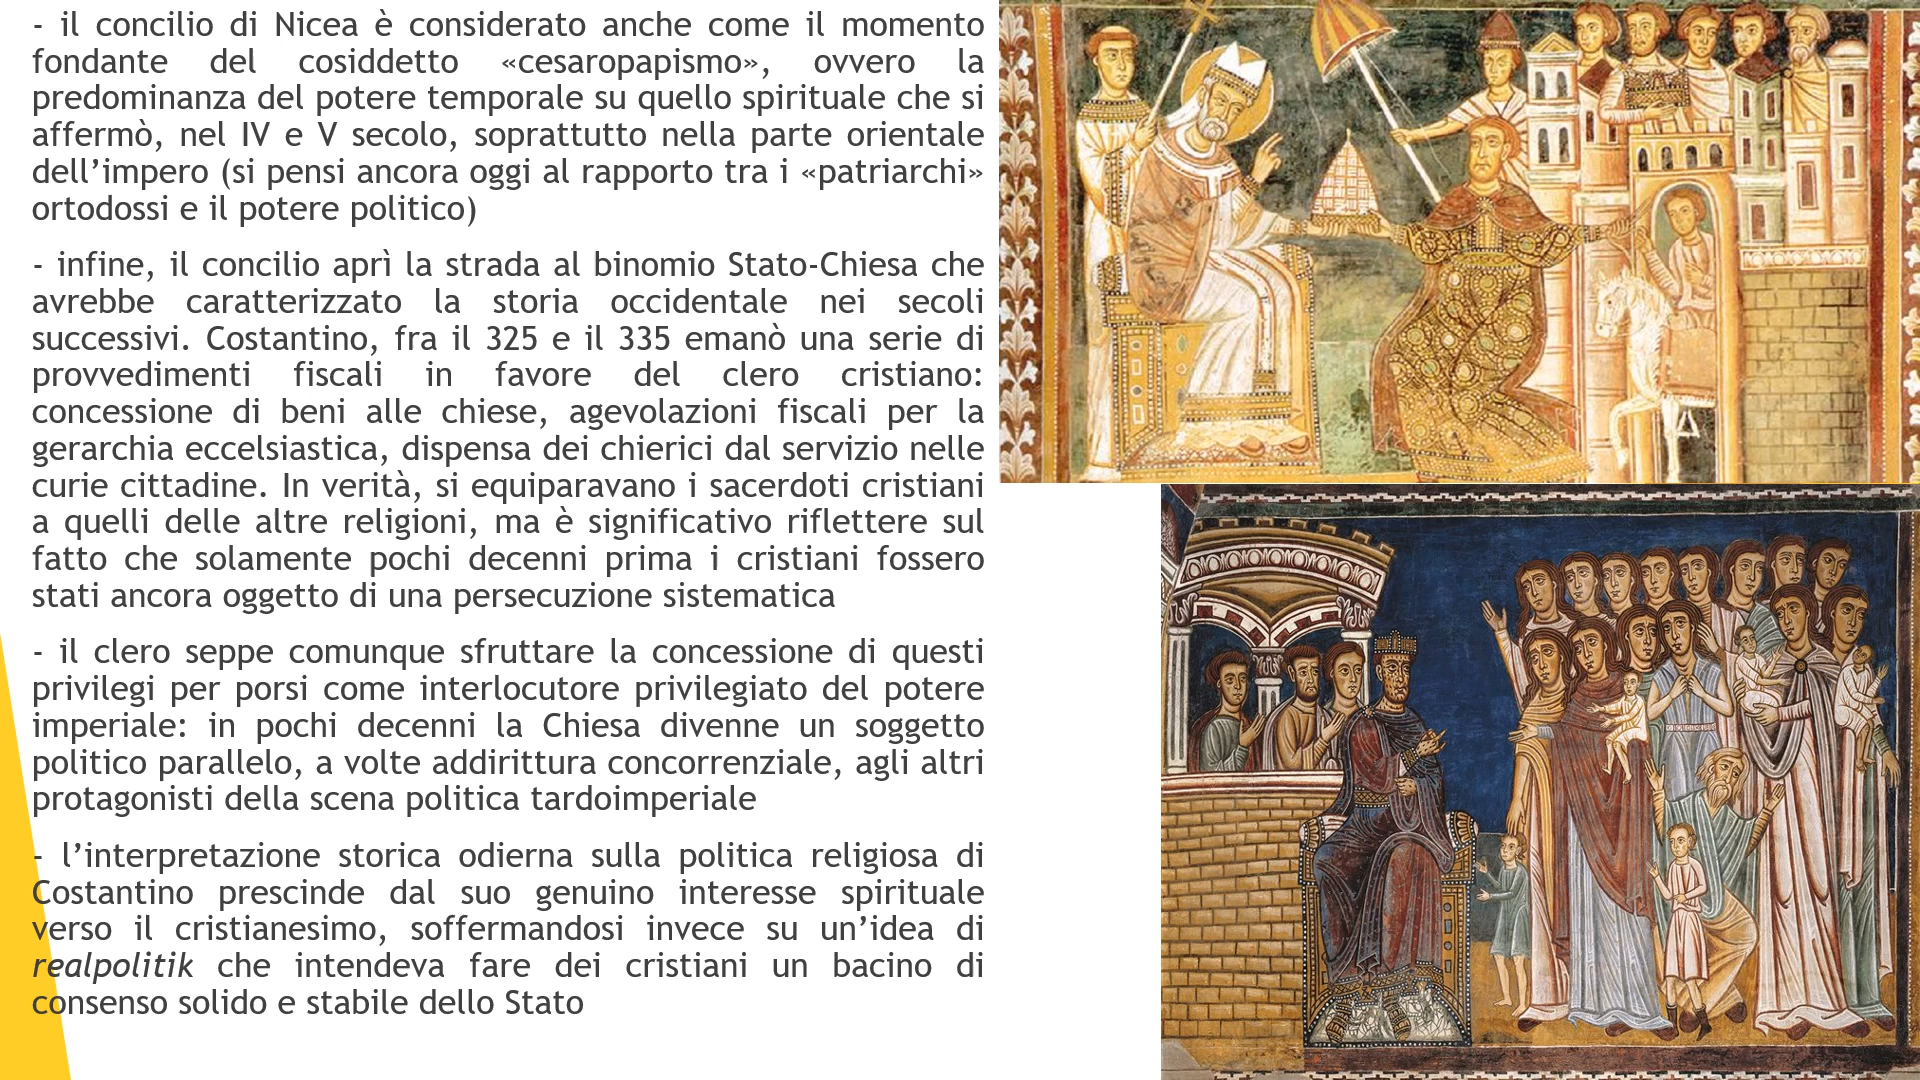 - il concilio di Nicea è considerato anche come il momento
fondante del cosiddetto «cesaropapismo», ovvero la
predominanza del potere temporale su quello spirituale che si
affermò, nel IV e V secolo, soprattutto nella parte orientale
dell’impero (si pensi ancora oggi al rapporto tra i «patriarchi»
ortodossi e il potere politico)
- infine, il concilio aprì la strada al binomio Stato-Chiesa che
avrebbe caratterizzato la storia occidentale nei secoli
successivi. Costantino, fra il 325 e il 335 emanò una serie di
provvedimenti fiscali in favore del clero cristiano:
concessione di beni alle chiese, agevolazioni fiscali per la
gerarchia eccelsiastica, dispensa dei chierici dal servizio nelle
curie cittadine. In verità, si equiparavano i sacerdoti cristiani
a quelli delle altre religioni, ma è significativo riflettere sul
fatto che solamente pochi decenni prima i cristiani fossero
stati ancora oggetto di una persecuzione sistematica
- il clero seppe comunque sfruttare la concessione di questi
privilegi per porsi come interlocutore privilegiato del potere
imperiale: in pochi decenni la Chiesa divenne un soggetto
politico parallelo, a volte addirittura concorrenziale, agli altri
protagonisti della scena politica tardoimperiale
- l’interpretazione storica odierna sulla politica religiosa di
Costantino prescinde dal suo genuino interesse spirituale
verso il cristianesimo, soffermandosi invece su un’idea di
realpolitik che intendeva fare dei cristiani un bacino di
consenso solido e stabile dello Stato